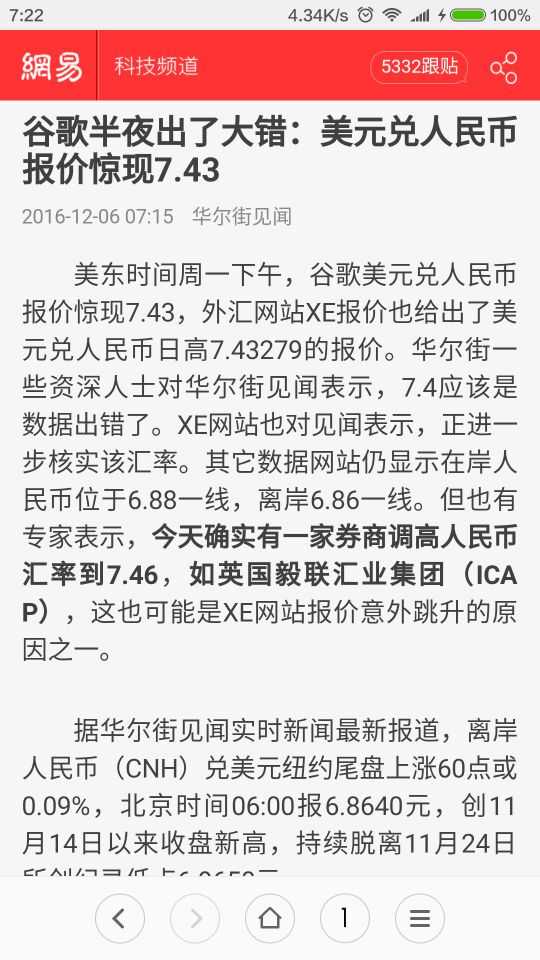 7:22 4.34K/s 100%
網易 科技频道 5332跟贴
谷歌半夜出了大错：美元兑人民币
报价惊现7.43
2016-12-06 07:15 华尔街见闻
美东时间周一下午，谷歌美元兑人民币
报价惊现7.43，外汇网站XE报价也给出了美
元兑人民币日高7.43279的报价。华尔街一
些资深人士对华尔街见闻表示，7.4应该是
数据出错了。XE网站也对见闻表示，正进一
步核实该汇率。其它数据网站仍显示在岸人
民币位于6.88一线，离岸6.86一线。但也有
专家表示，今天确实有一家券商调高人民币
汇率到7.46，如英国毅联汇业集团（ICA
P），这也可能是XE网站报价意外跳升的原
因之一。
据华尔街见闻实时新闻最新报道，离岸
人民币（CNH）兑美元纽约尾盘上涨60点或
0.09%，北京时间06:00报6.8640元，创11
月14日以来收盘新高，持续脱离11月24日
1